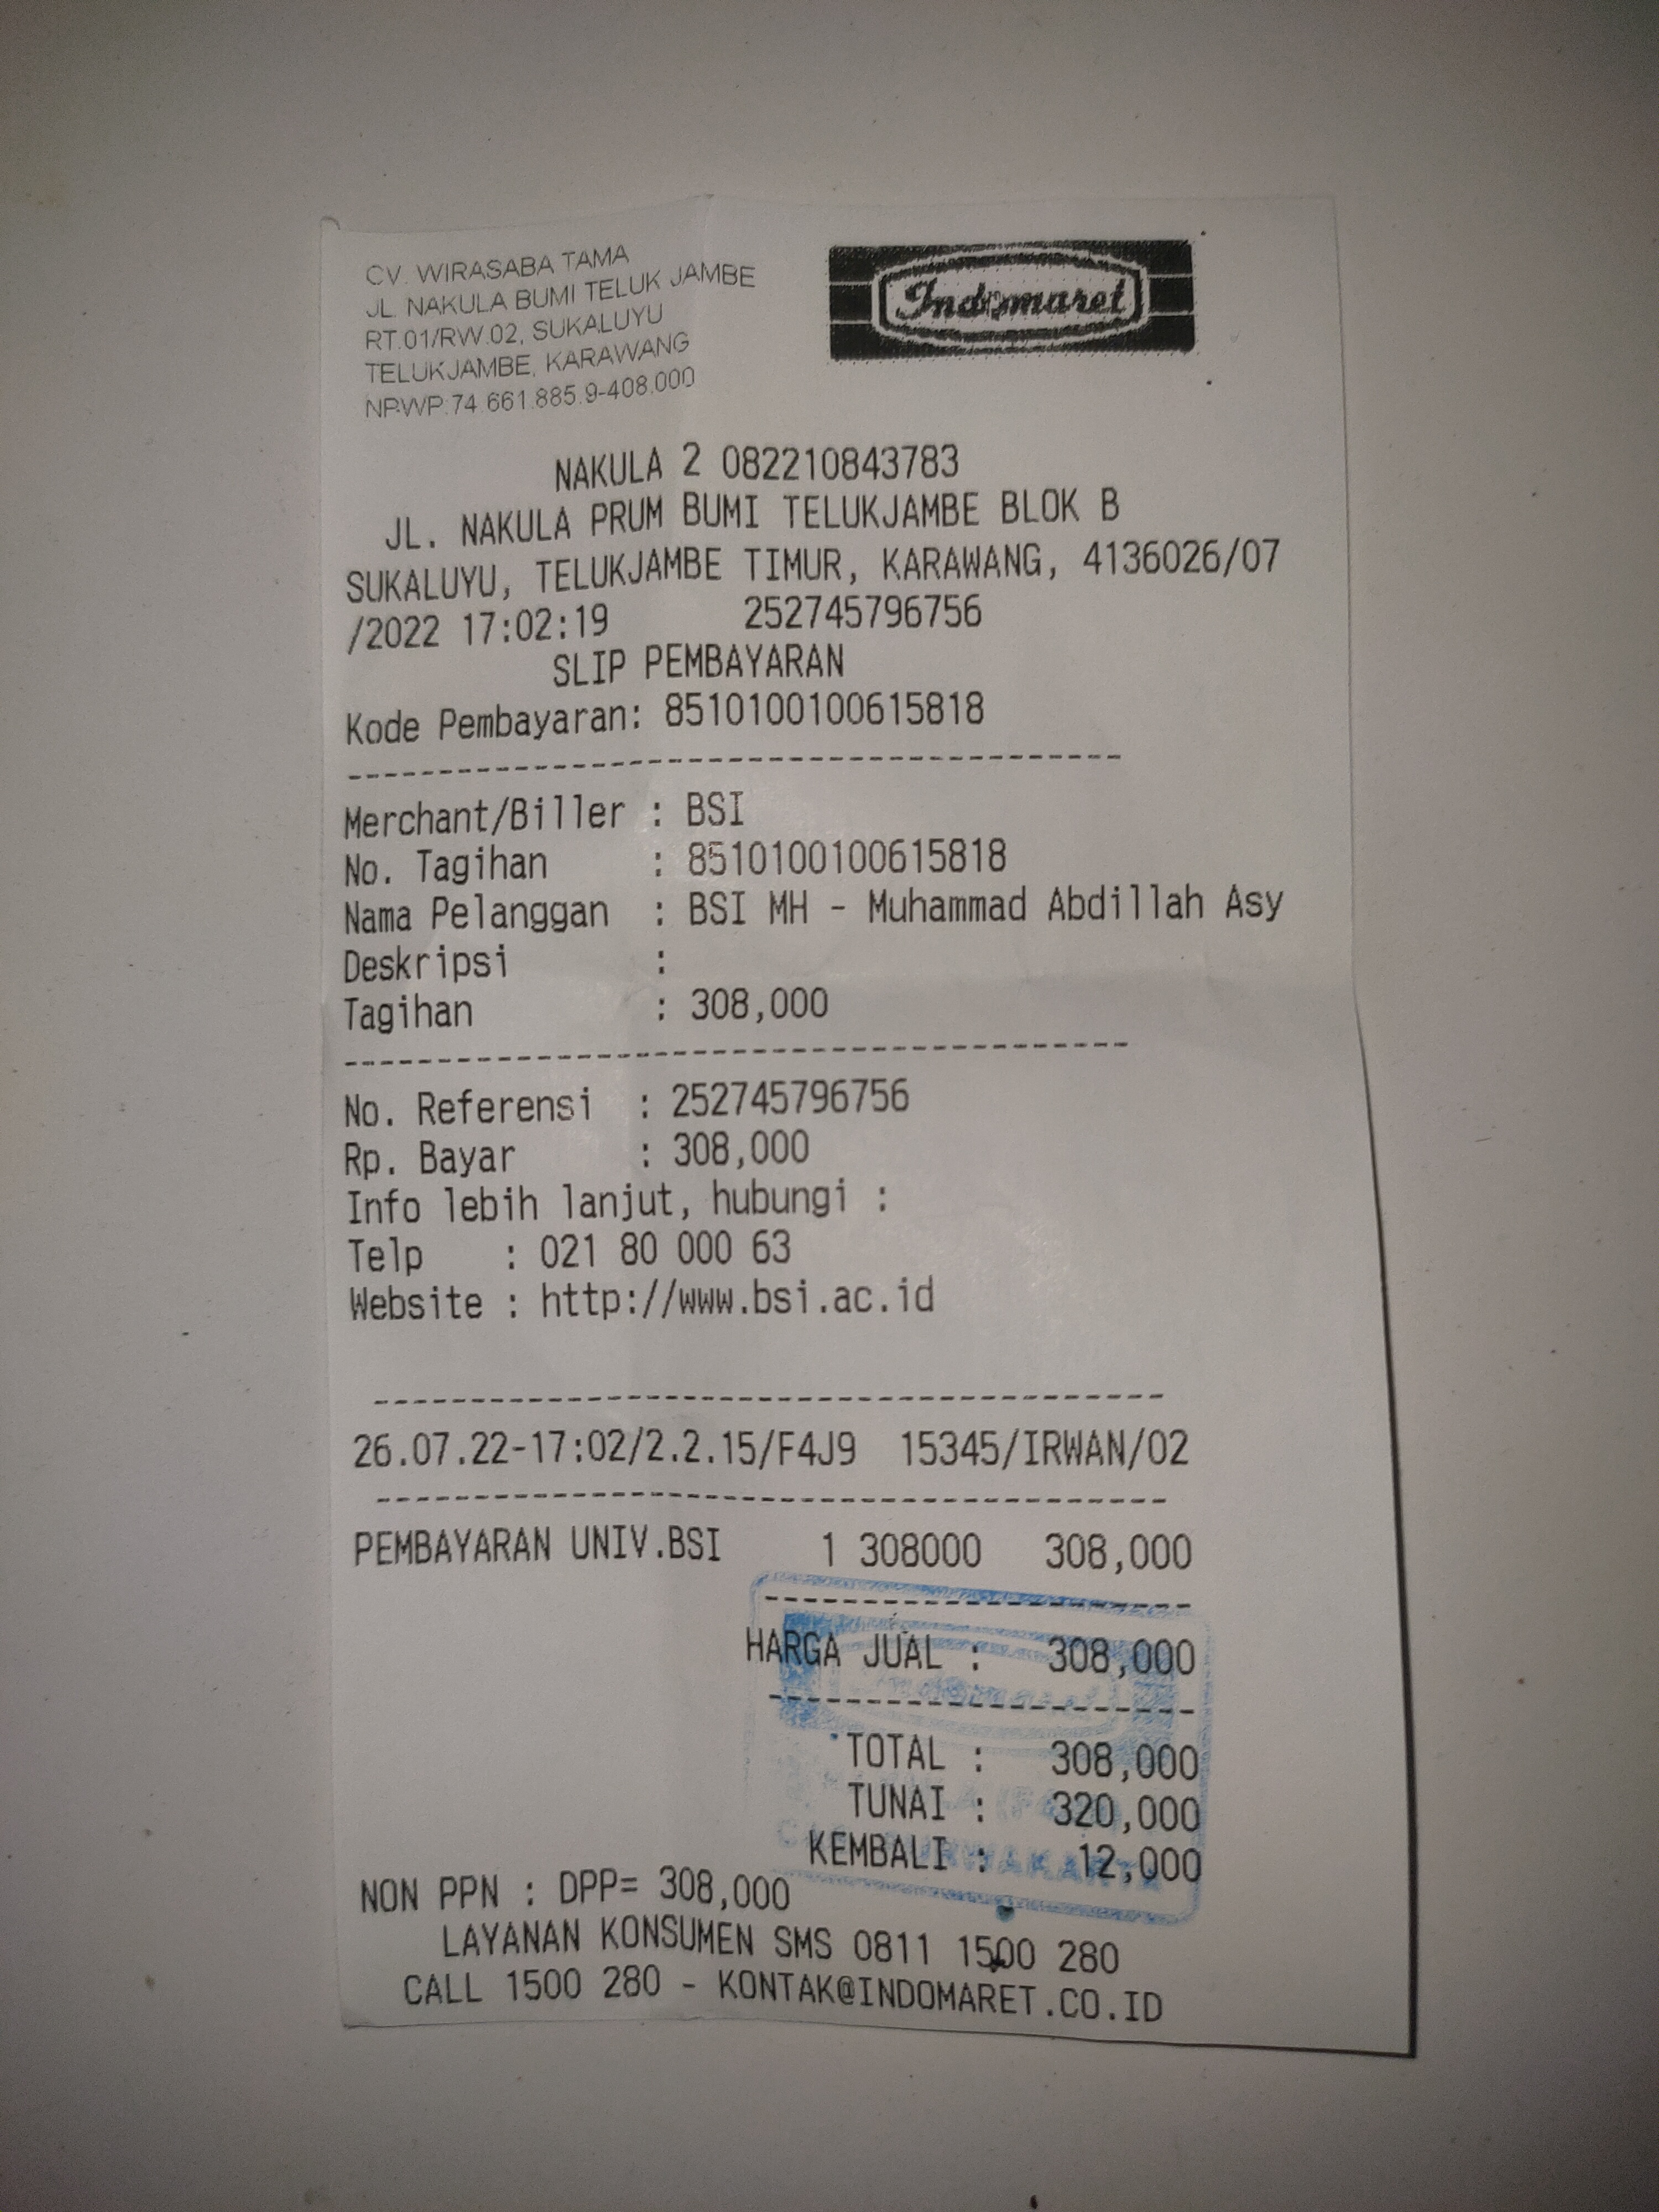 CV. WIRASABA TAMA
JL. NAKULA BUMI TELUK JAMBE
RT.01/RW.02, SUKALUYU
TELUKJAMBE, KARAWANG
NPWP:74.661.885.9-408.000
Indomaret
NAKULA 2 082210843783
JL. NAKULA PRUM BUMI TELUKJAMBE BLOK B
SUKALUYU, TELUKJAMBE TIMUR, KARAWANG, 4136026/07
/2022 17:02:19 252745796756
SLIP PEMBAYARAN
Kode Pembayaran: 8510100100615818
----------------------------------------
Merchant/Biller : BSI
No. Tagihan : 8510100100615818
Nama Pelanggan : BSI MH - Muhammad Abdillah Asy
Deskripsi :
Tagihan : 308,000
----------------------------------------
No. Referensi : 252745796756
Rp. Bayar : 308,000
Info lebih lanjut, hubungi :
Telp : 021 80 000 63
Website : http://www.bsi.ac.id
----------------------------------------
26.07.22-17:02/2.2.15/F4J9 15345/IRWAN/02
----------------------------------------
PEMBAYARAN UNIV.BSI 1 308000 308,000
----------------------
HARGA JUAL : 308,000
----------------------
TOTAL : 308,000
TUNAI : 320,000
KEMBALI : 12,000
NON PPN : DPP= 308,000
LAYANAN KONSUMEN SMS 0811 1500 280
CALL 1500 280 - KONTAK@INDOMARET.CO.ID